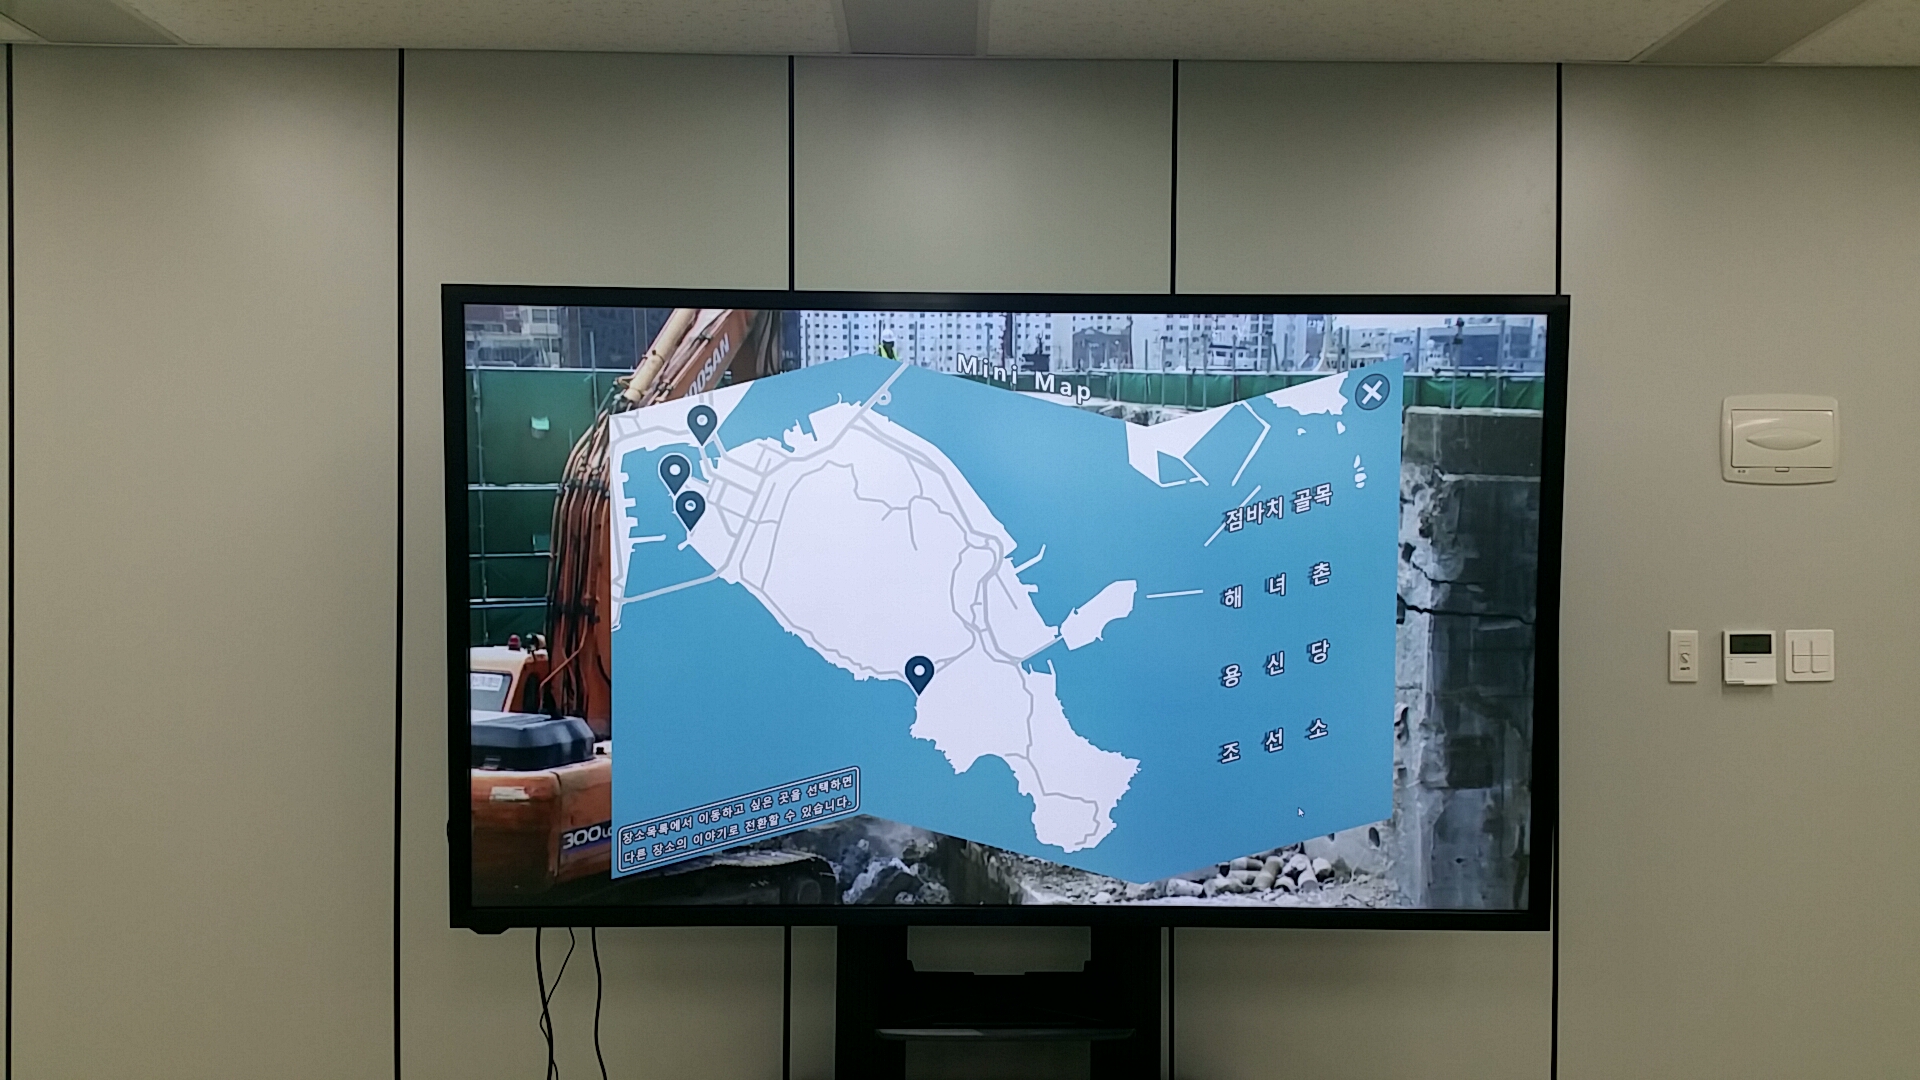 Mini Map
점바치 골목
해녀촌
용신당
조선소
장소목록에서 이동하고 싶은 곳을 선택하면
다른 장소의 이야기로 전환할 수 있습니다.
300